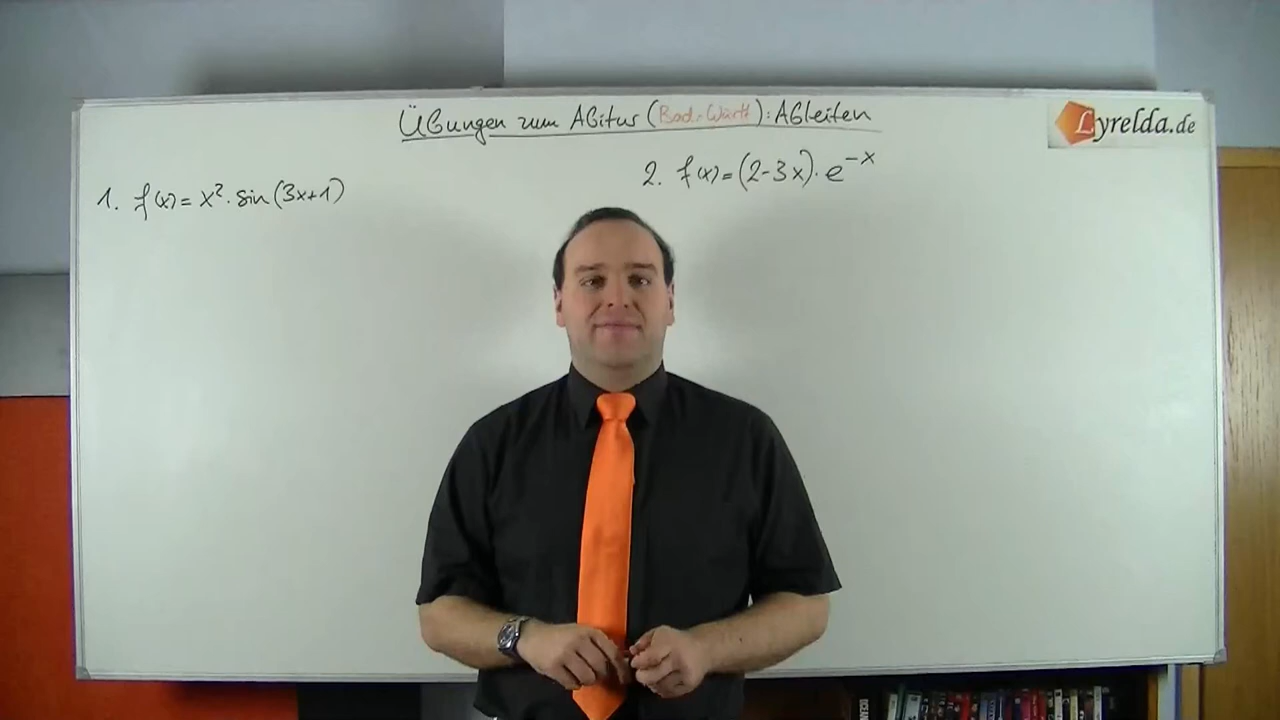 Übungen zum Abitur (Bad.-Württ): Ableiten
Lyrelda.de
1. f(x) = x². sin(3x+1)
2. f(x) = (2-3x)· e⁻ˣ